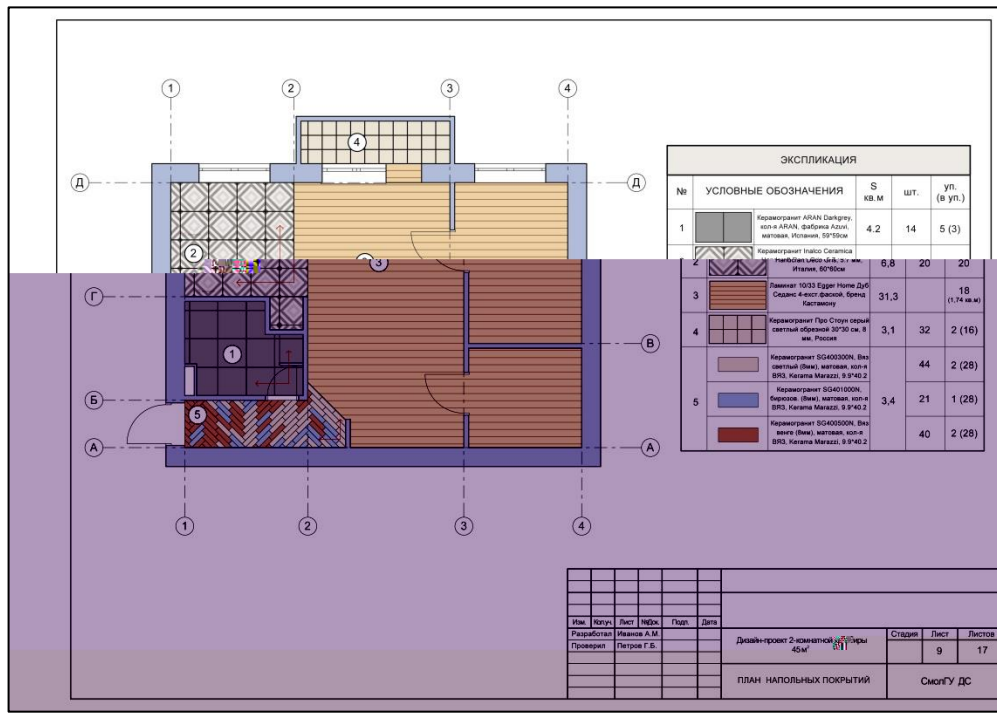 1 2 3 4
4
Д Д
2
3
Г
1
В
Б
5
А А
1 2 3 4
ЭКСПЛИКАЦИЯ
№ УСЛОВНЫЕ ОБОЗНАЧЕНИЯ S кв.м шт. уп. (в уп.)
1 Керамогранит ARAN Darkgrey, кол-я ARAN, фабрика Azuvi, матовая, Испания, 59*59см 4.2 14 5 (3)
2 Керамогранит Inalco Ceramica Италия, 60*60см 6,8 20 20
3 Ламинат 10/33 Egger Home Дуб Седанс 4-ехст.фаской, бренд Кастамону 31,3 18 (1,74 кв.м)
4 Керамогранит Про Стоун серый светлый обрезной 30*30 см, 8 мм, Россия 3,1 32 2 (16)
Керамогранит SG400300N, Вяз светлый (8мм), матовая, кол-я ВЯЗ, Kerama Marazzi, 9.9*40.2 44 2 (28)
5 Керамогранит SG401000N, бирюзов. (8мм), матовая, кол-я ВЯЗ, Kerama Marazzi, 9.9*40.2 3,4 21 1 (28)
Керамогранит SG400500N, Вяз венге (8мм), матовая, кол-я ВЯЗ, Kerama Marazzi, 9.9*40.2 40 2 (28)
Изм. Кол.уч. Лист №Док. Подп. Дата
Разработал Иванов А.М.
Проверил Петров Г.Б.
Дизайн-проект 2-комнатной
45м²
Стадия Лист Листов
9 17
ПЛАН НАПОЛЬНЫХ ПОКРЫТИЙ
СмолГУ ДС